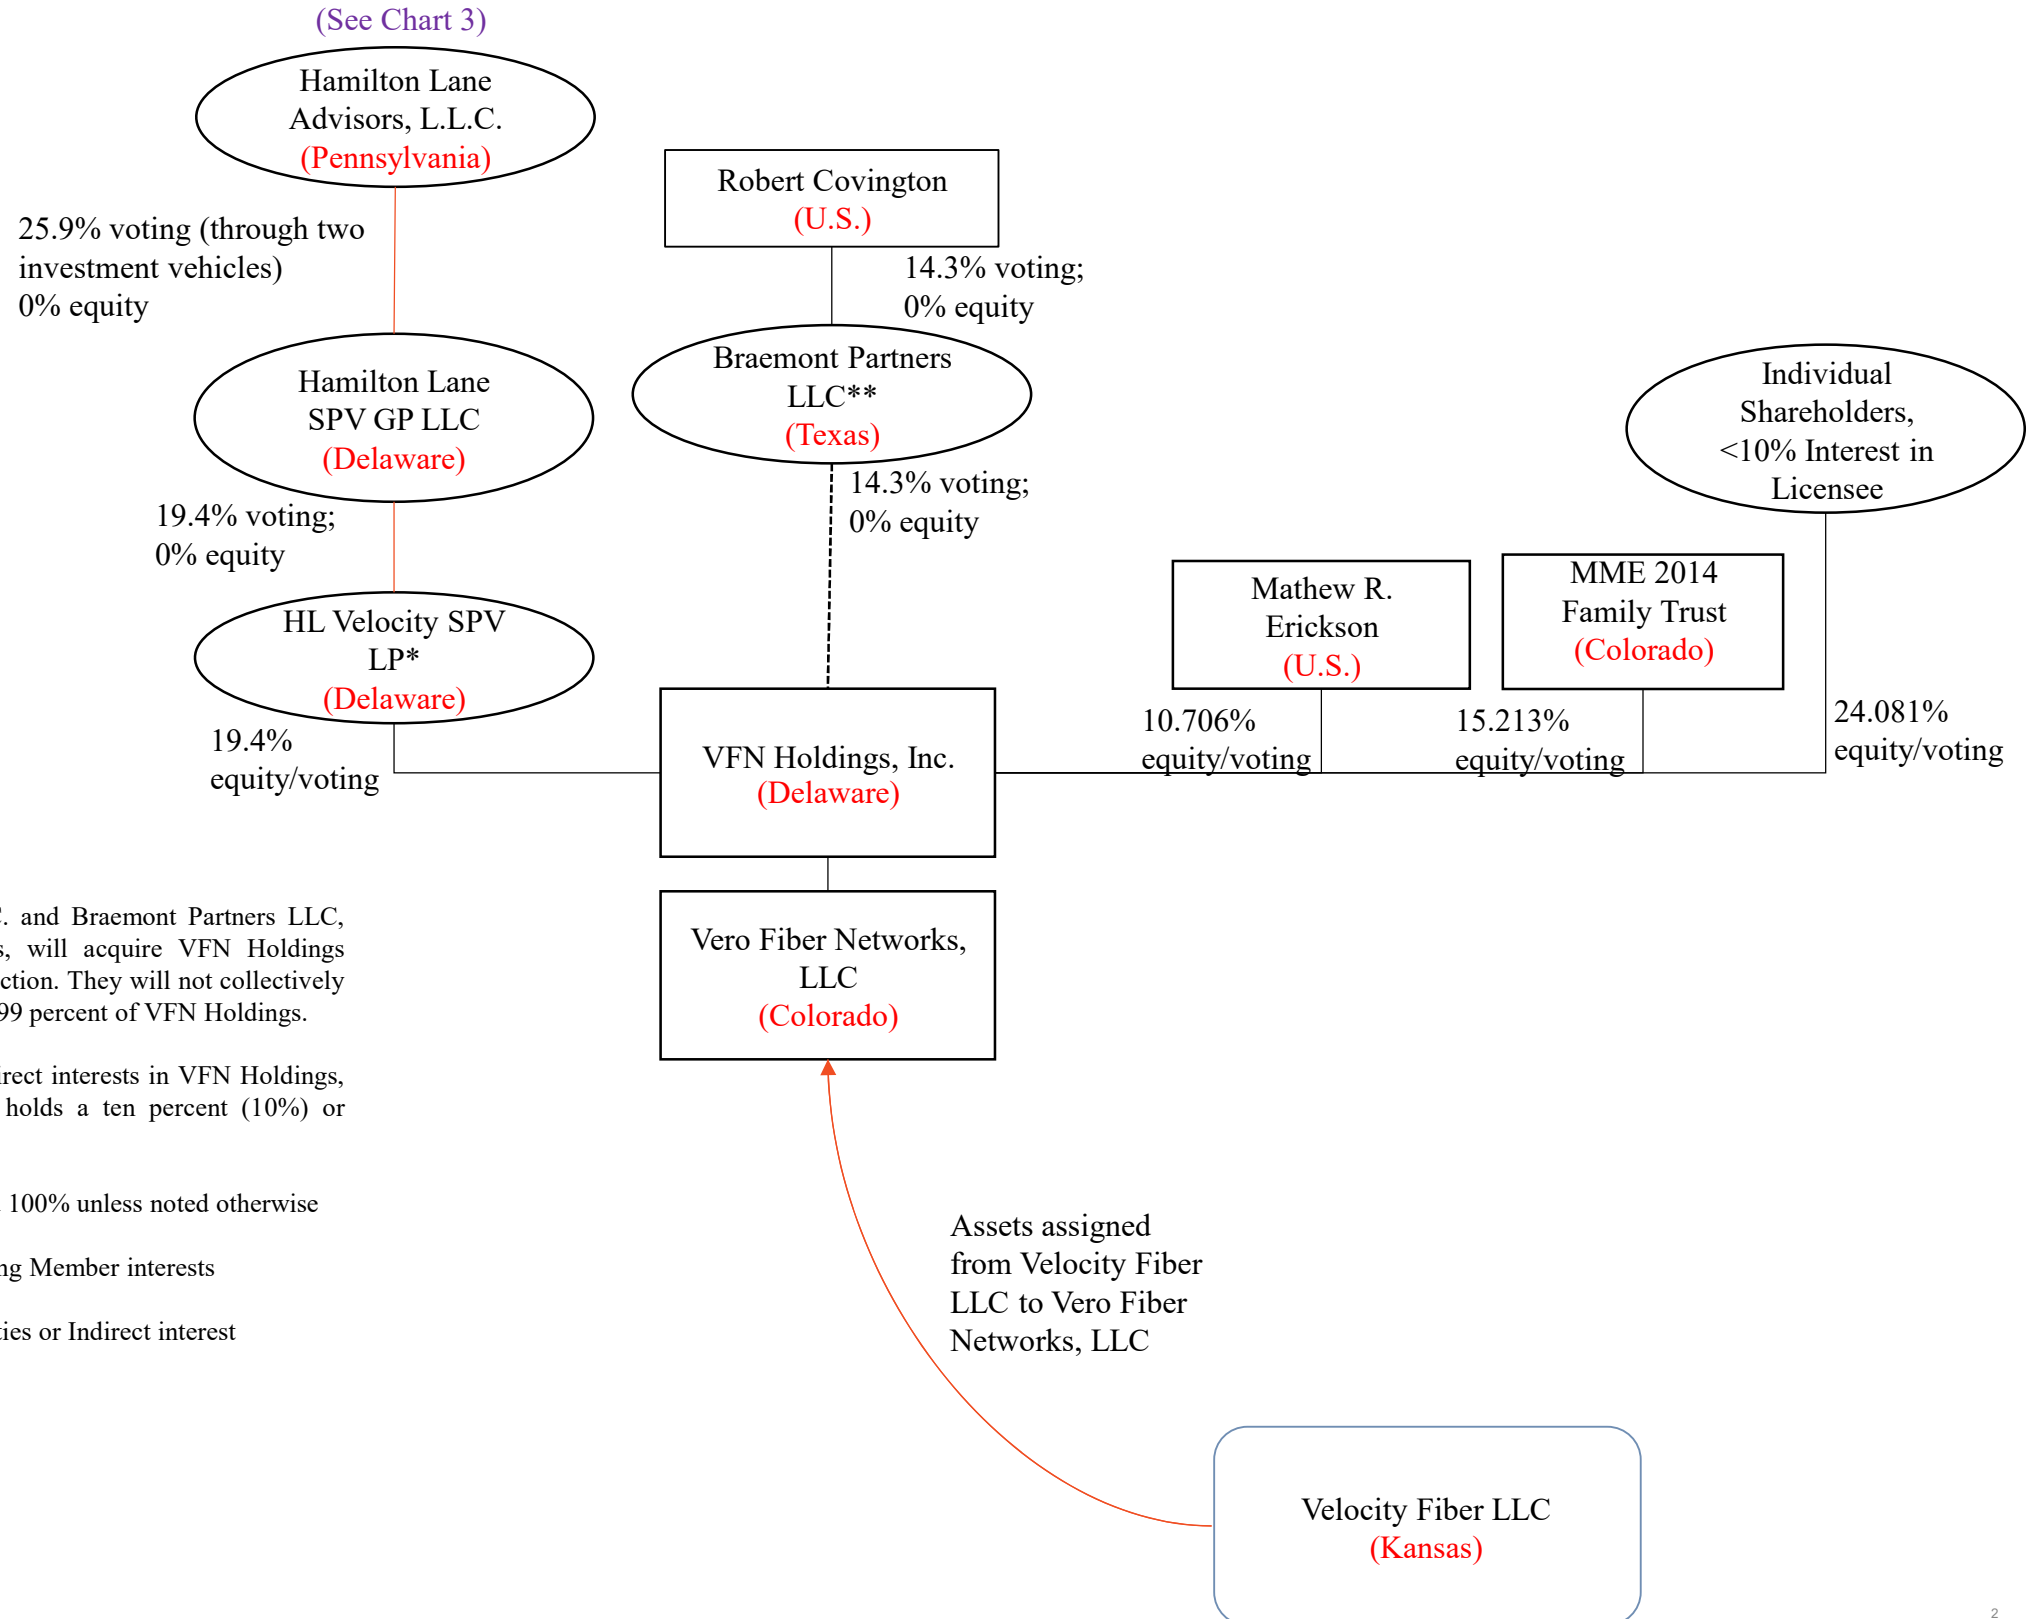 (See Chart 3)
Hamilton Lane
Advisors, L.L.C.
(Pennsylvania)
25.9% voting (through two
investment vehicles)
0% equity
Hamilton Lane
SPV GP LLC
(Delaware)
19.4% voting;
0% equity
HL Velocity SPV
LP*
(Delaware)
19.4%
equity/voting
Robert Covington
(U.S.)
14.3% voting;
0% equity
Braemont Partners
LLC**
(Texas)
14.3% voting;
0% equity
Mathew R.
Erickson
(U.S.)
10.706%
equity/voting
MME 2014
Family Trust
(Colorado)
15.213%
equity/voting
Individual
Shareholders,
<10% Interest in
Licensee
24.081%
equity/voting
VFN Holdings, Inc.
(Delaware)
Vero Fiber Networks,
LLC
(Colorado)
and Braemont Partners LLC,
will acquire VFN Holdings
They will not collectively
99 percent of VFN Holdings.
interests in VFN Holdings,
holds a ten percent (10%) or
100% unless noted otherwise
Member interests
or Indirect interest
Assets assigned
from Velocity Fiber
LLC to Vero Fiber
Networks, LLC
Velocity Fiber LLC
(Kansas)
2